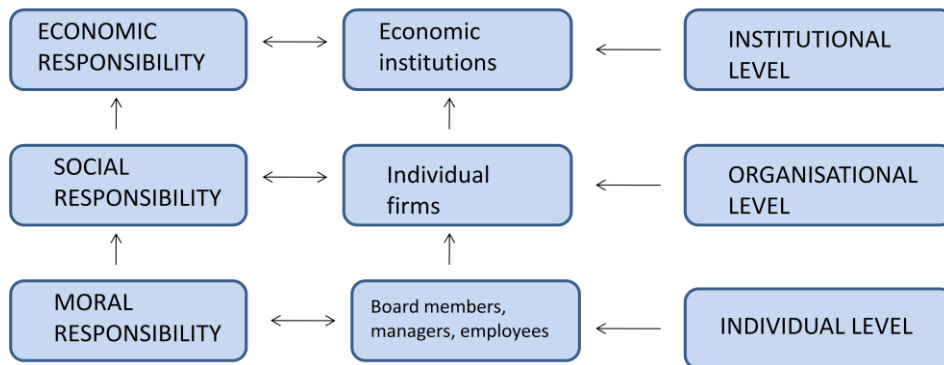 ECONOMIC
RESPONSIBILITY
Economic
institutions
INSTITUTIONAL
LEVEL
SOCIAL
RESPONSIBILITY
Individual
firms
ORGANISATIONAL
LEVEL
MORAL
RESPONSIBILITY
Board members,
managers, employees
INDIVIDUAL LEVEL